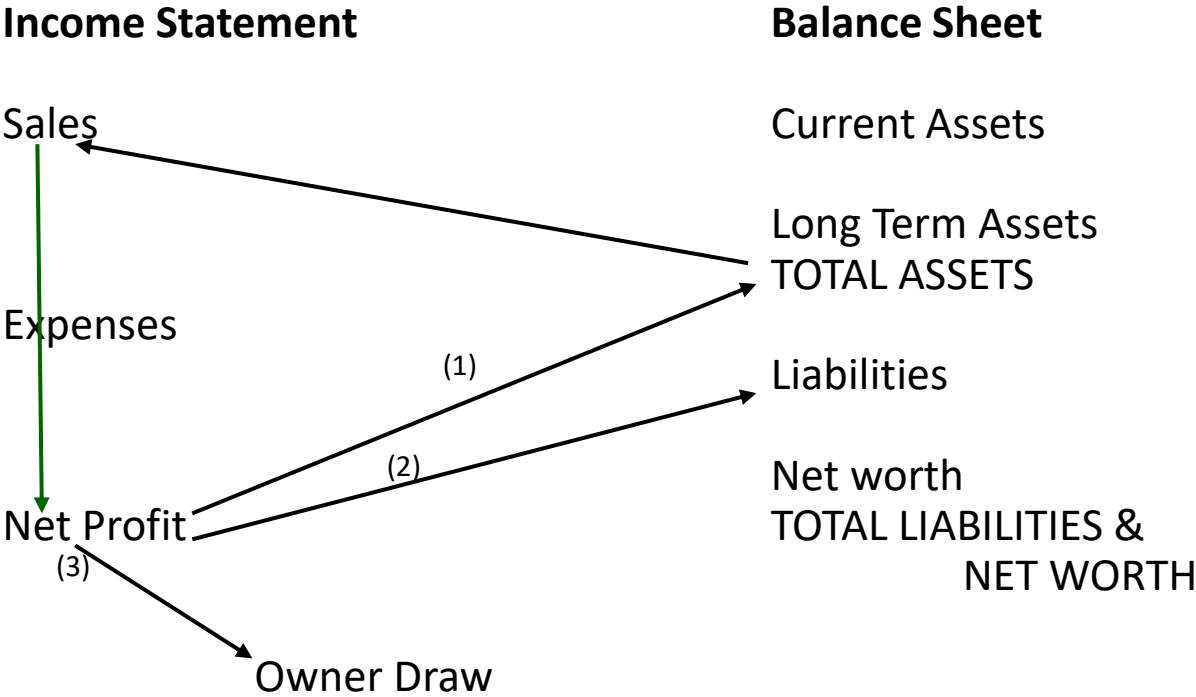 Income Statement
Balance Sheet
Sales
Current Assets
Long Term Assets
TOTAL ASSETS
Expenses
(1)
Liabilities
(2)
Net worth
Net Profit
TOTAL LIABILITIES &
(3)
NET WORTH
Owner Draw